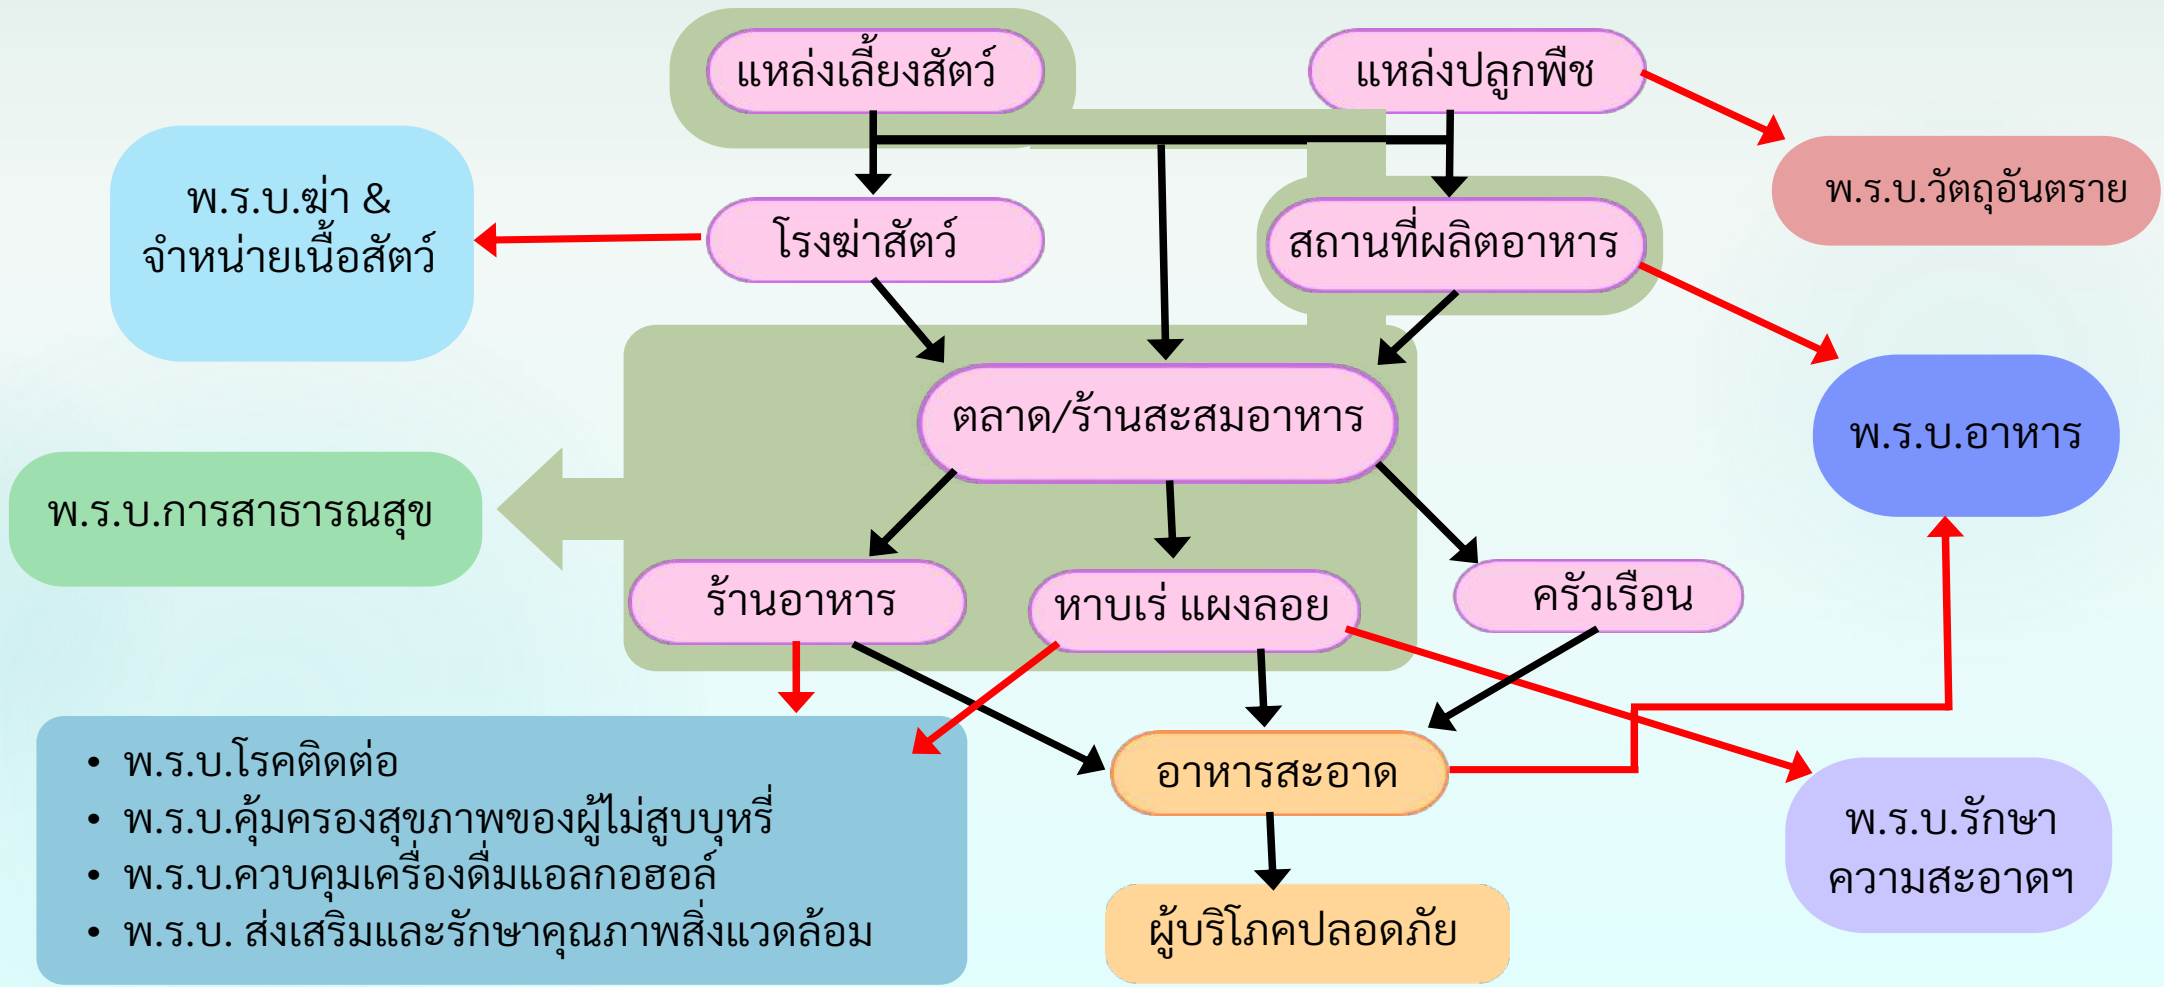 แหล่งเลี้ยงสัตว์
แหล่งปลูกพืช
พ.ร.บ.ฆ่า &
จำหน่ายเนื้อสัตว์
โรงฆ่าสัตว์
สถานที่ผลิตอาหาร
พ.ร.บ.วัตถุอันตราย
ตลาด/ร้านสะสมอาหาร
พ.ร.บ.อาหาร
พ.ร.บ.การสาธารณสุข
ร้านอาหาร
หาบเร่ แผงลอย
ครัวเรือน
• พ.ร.บ.โรคติดต่อ
• พ.ร.บ.คุ้มครองสุขภาพของผู้ไม่สูบบุหรี่
• พ.ร.บ.ควบคุมเครื่องดื่มแอลกอฮอล์
• พ.ร.บ. ส่งเสริมและรักษาคุณภาพสิ่งแวดล้อม
อาหารสะอาด
พ.ร.บ.รักษา
ความสะอาดฯ
ผู้บริโภคปลอดภัย